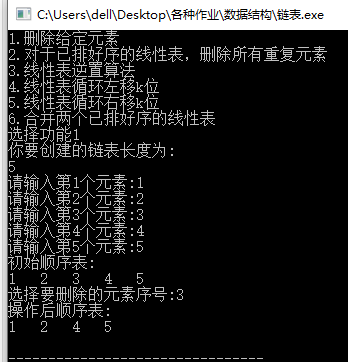 C:\Users\dell\Desktop\各种作业\数据结构\链表.exe
1.删除给定元素
2.对于已排好序的线性表，删除所有重复元素
3.线性表逆置算法
4.线性表循环左移k位
5.线性表循环右移k位
6.合并两个已排好序的线性表
选择功能1
你要创建的链表长度为:
5
请输入第1个元素:1
请输入第2个元素:2
请输入第3个元素:3
请输入第4个元素:4
请输入第5个元素:5
初始顺序表:
1 2 3 4 5
选择要删除的元素序号:3
操作后顺序表:
1 2 4 5
--------------------------------